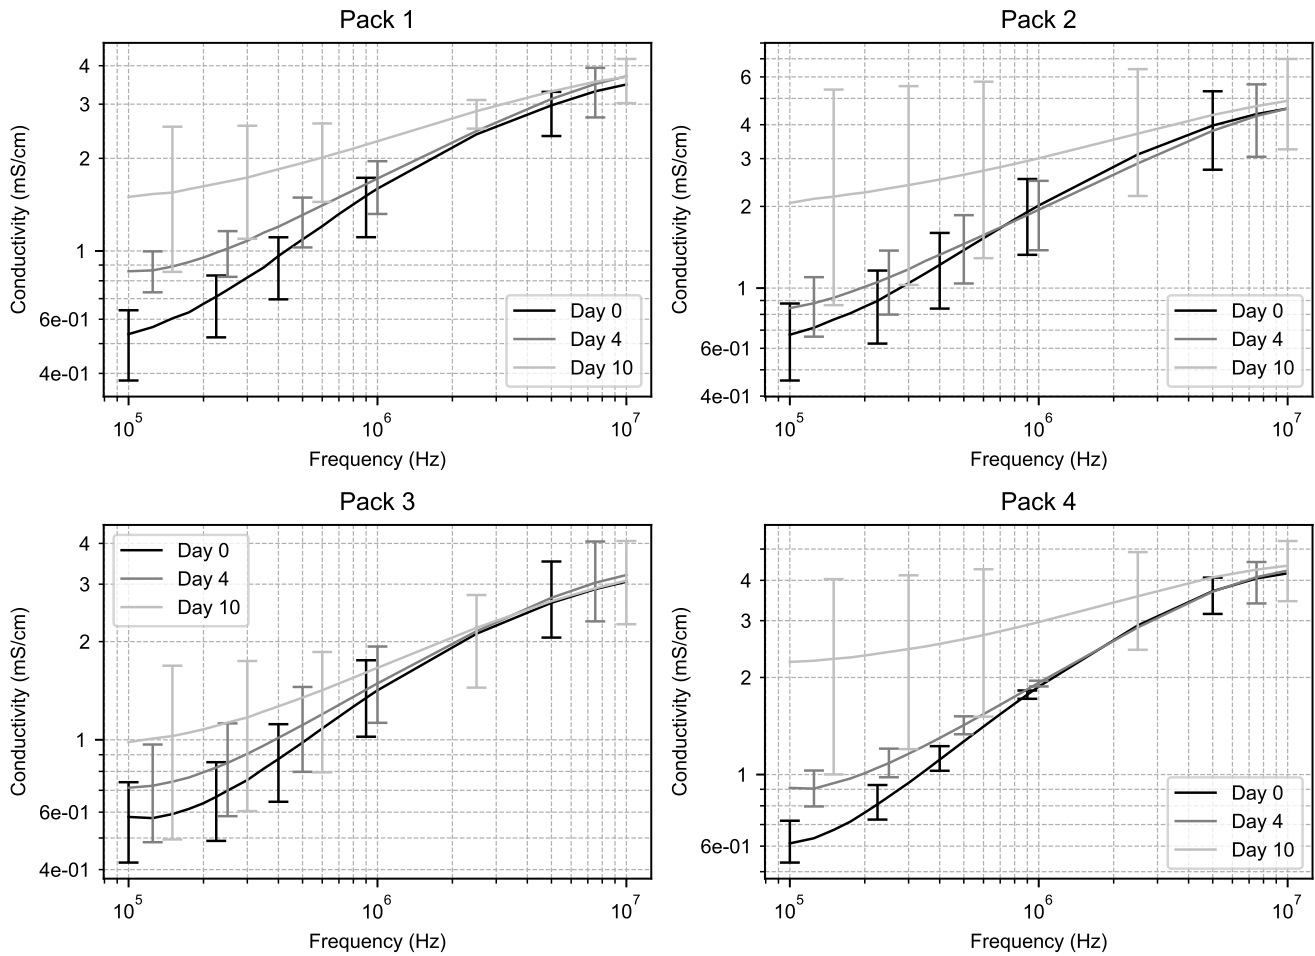 Pack 1
Conductivity (mS/cm)
4
3
2
1
6e-01
4e-01
Day 0
Day 4
Day 10
10^5
10^6
10^7
Frequency (Hz)
Pack 2
Conductivity (mS/cm)
6
4
3
2
1
6e-01
4e-01
Day 0
Day 4
Day 10
10^5
10^6
10^7
Frequency (Hz)
Pack 3
Conductivity (mS/cm)
4
3
2
1
6e-01
4e-01
Day 0
Day 4
Day 10
10^5
10^6
10^7
Frequency (Hz)
Pack 4
Conductivity (mS/cm)
4
3
2
1
6e-01
Day 0
Day 4
Day 10
10^5
10^6
10^7
Frequency (Hz)